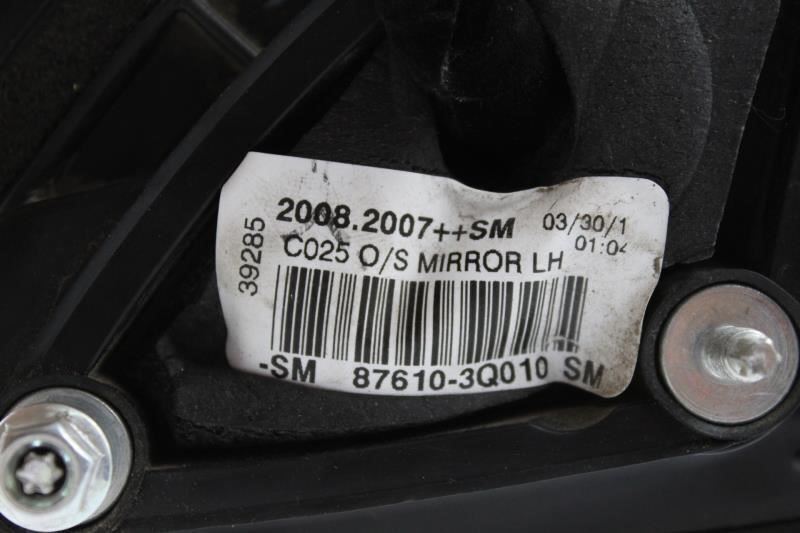 2008.2007++SM 03/30/1
01:04
C025 O/S MIRROR LH
39285
-SM 87610-3Q010 SM